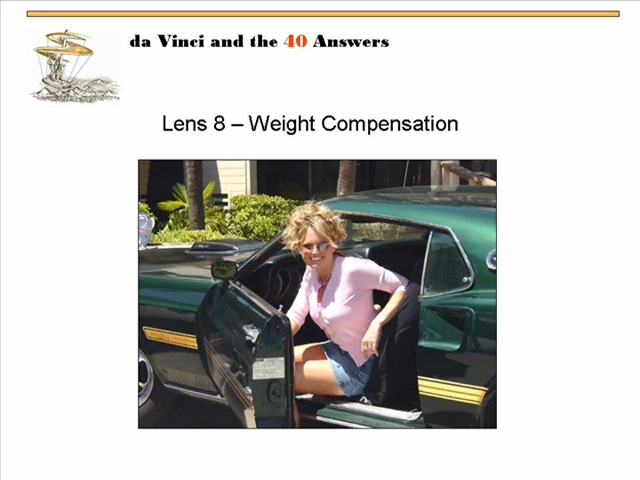 da Vinci and the 40 Answers
Lens 8 – Weight Compensation